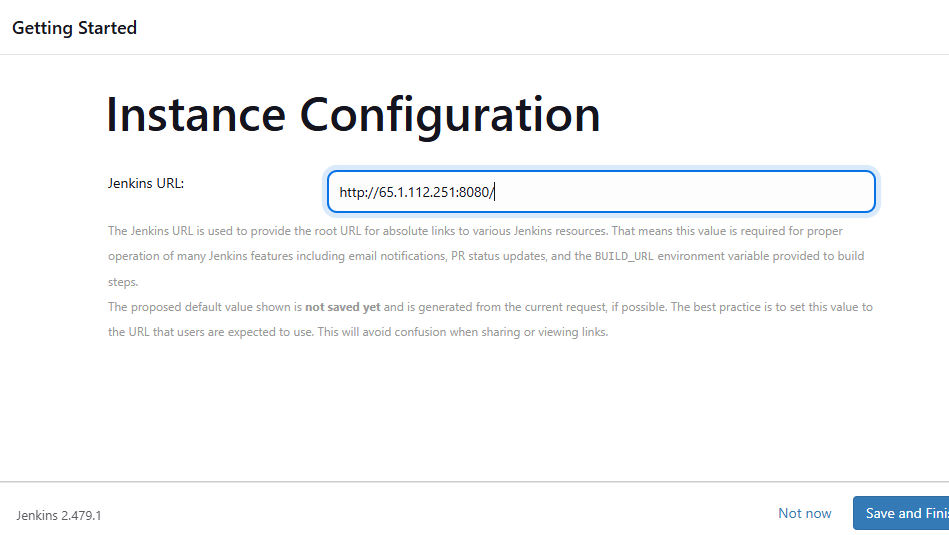 Getting Started
Instance Configuration
Jenkins URL:
http://65.1.112.251:8080/
The Jenkins URL is used to provide the root URL for absolute links to various Jenkins resources. That means this value is required for proper
operation of many Jenkins features including email notifications, PR status updates, and the BUILD_URL environment variable provided to build
steps.
The proposed default value shown is not saved yet and is generated from the current request, if possible. The best practice is to set this value to
the URL that users are expected to use. This will avoid confusion when sharing or viewing links.
Jenkins 2.479.1
Not now
Save and Fini